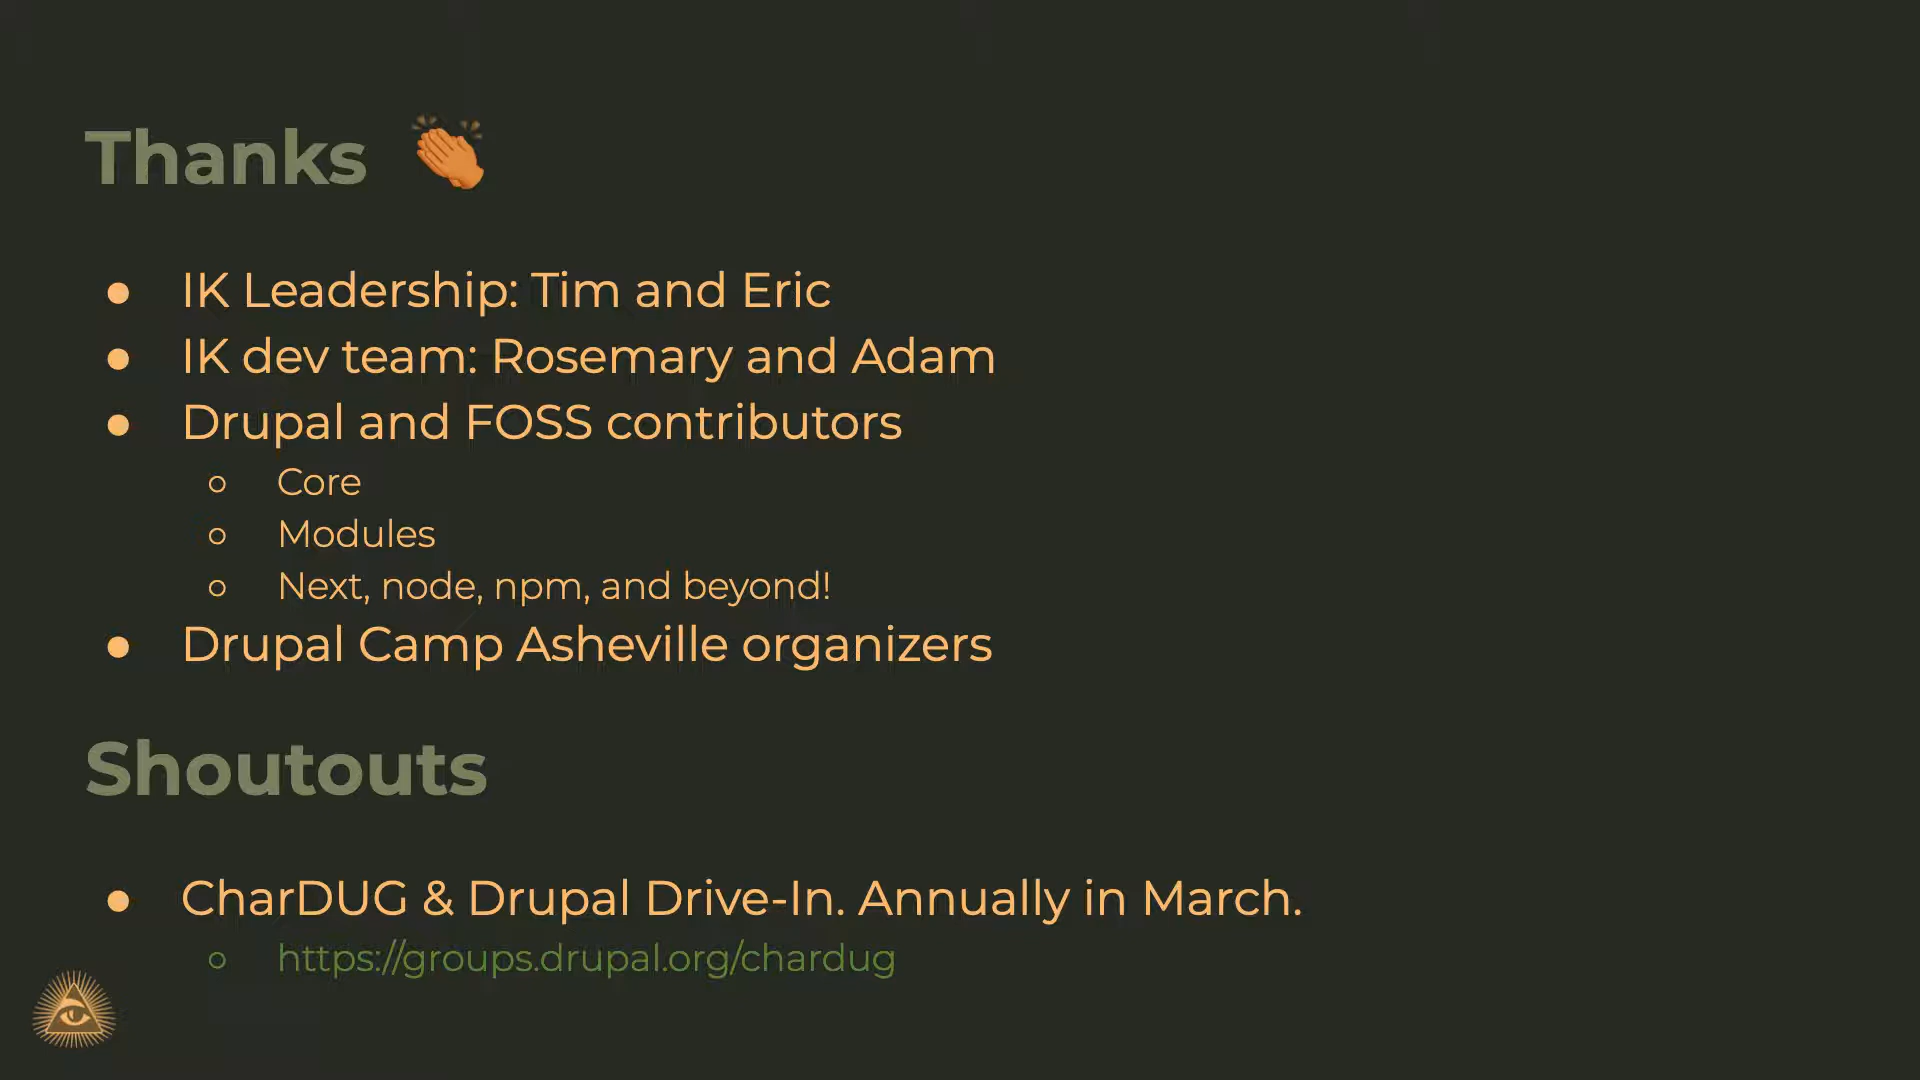 Thanks 👏
● IK Leadership: Tim and Eric
● IK dev team: Rosemary and Adam
● Drupal and FOSS contributors
○ Core
○ Modules
○ Next, node, npm, and beyond!
● Drupal Camp Asheville organizers
Shoutouts
● CharDUG & Drupal Drive-In. Annually in March.
○ https://groups.drupal.org/chardug